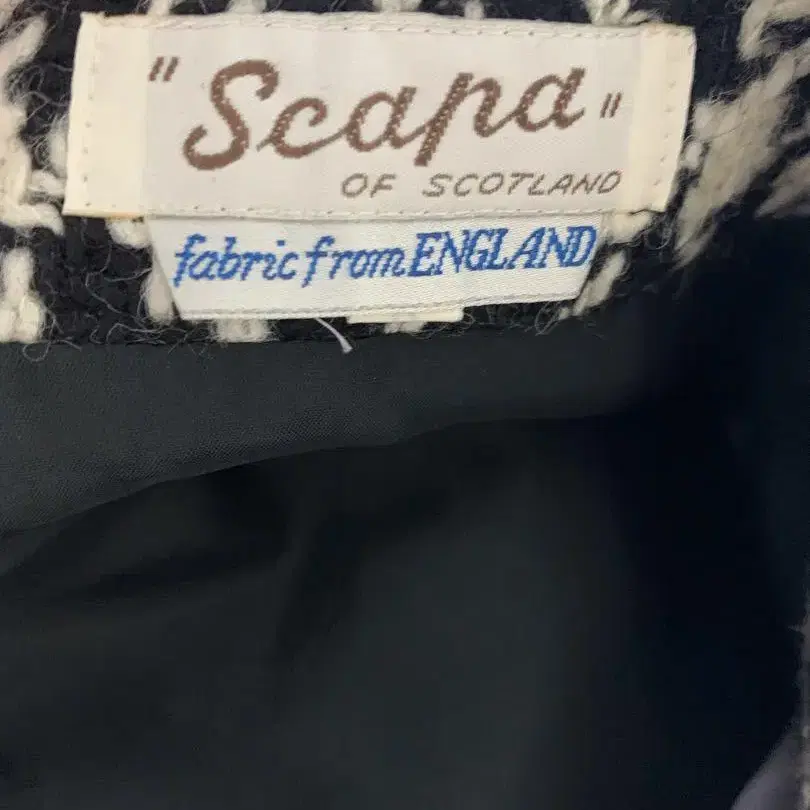 "Scapa"
OF SCOTLAND
fabric from ENGLAND